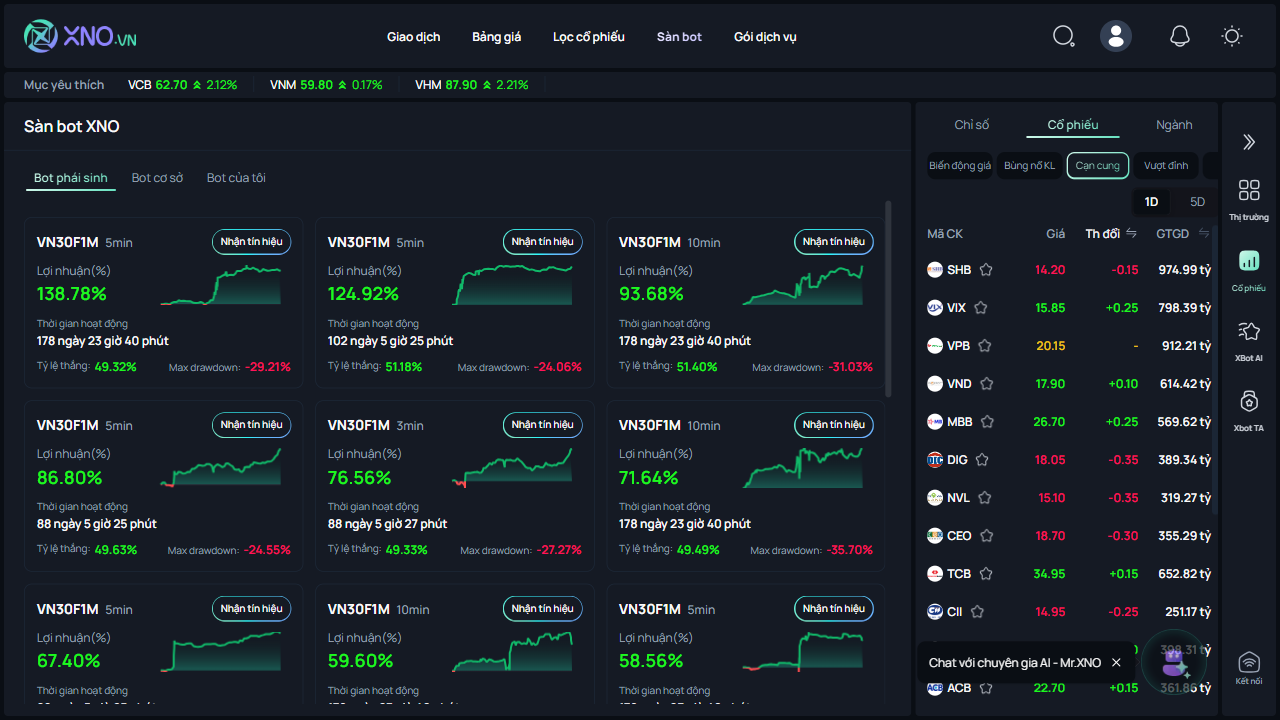 XNO.VN
Giao dịch Bảng giá Lọc cổ phiếu Sàn bot Gói dịch vụ
Mục yêu thích VCB 62.70 2.12% VNM 59.80 0.17% VHM 87.90 2.21%
Sàn bot XNO
Bot phái sinh Bot cơ sở Bot của tôi
VN30F1M 5min Nhận tín hiệu
Lợi nhuận(%)
138.78%
Thời gian hoạt động
178 ngày 23 giờ 40 phút
Tỷ lệ thắng: 49.32% Max drawdown: -29.21%
VN30F1M 5min Nhận tín hiệu
Lợi nhuận(%)
124.92%
Thời gian hoạt động
102 ngày 5 giờ 25 phút
Tỷ lệ thắng: 51.18% Max drawdown: -24.06%
VN30F1M 10min Nhận tín hiệu
Lợi nhuận(%)
93.68%
Thời gian hoạt động
178 ngày 23 giờ 40 phút
Tỷ lệ thắng: 51.40% Max drawdown: -31.03%
VN30F1M 5min Nhận tín hiệu
Lợi nhuận(%)
86.80%
Thời gian hoạt động
88 ngày 5 giờ 25 phút
Tỷ lệ thắng: 49.63% Max drawdown: -24.55%
VN30F1M 3min Nhận tín hiệu
Lợi nhuận(%)
76.56%
Thời gian hoạt động
88 ngày 5 giờ 27 phút
Tỷ lệ thắng: 49.33% Max drawdown: -27.27%
VN30F1M 10min Nhận tín hiệu
Lợi nhuận(%)
71.64%
Thời gian hoạt động
178 ngày 23 giờ 40 phút
Tỷ lệ thắng: 49.49% Max drawdown: -35.70%
VN30F1M 5min Nhận tín hiệu
Lợi nhuận(%)
67.40%
Thời gian hoạt động
VN30F1M 10min Nhận tín hiệu
Lợi nhuận(%)
59.60%
Thời gian hoạt động
VN30F1M 5min Nhận tín hiệu
Lợi nhuận(%)
58.56%
Thời gian hoạt động
Chỉ số Cổ phiếu Ngành
Biến động giá Bùng nổ KL Cạn cung Vượt đỉnh
1D 5D
Mã CK Giá Th đổi GTGD
SHB 14.20 -0.15 974.99 tỷ
VIX 15.85 +0.25 798.39 tỷ
VPB 20.15 - 912.21 tỷ
VND 17.90 +0.10 614.42 tỷ
MBB 26.70 +0.25 569.62 tỷ
DIG 18.05 -0.35 389.34 tỷ
NVL 15.10 -0.35 319.27 tỷ
CEO 18.70 -0.30 355.29 tỷ
TCB 34.95 +0.15 652.82 tỷ
CII 14.95 -0.25 251.17 tỷ
398.31 tỷ
ACB 22.70 +0.15 361.86 tỷ
Chat với chuyên gia AI - Mr.XNO
Thị trường
Cổ phiếu
XBot AI
Xbot TA
Kết nối